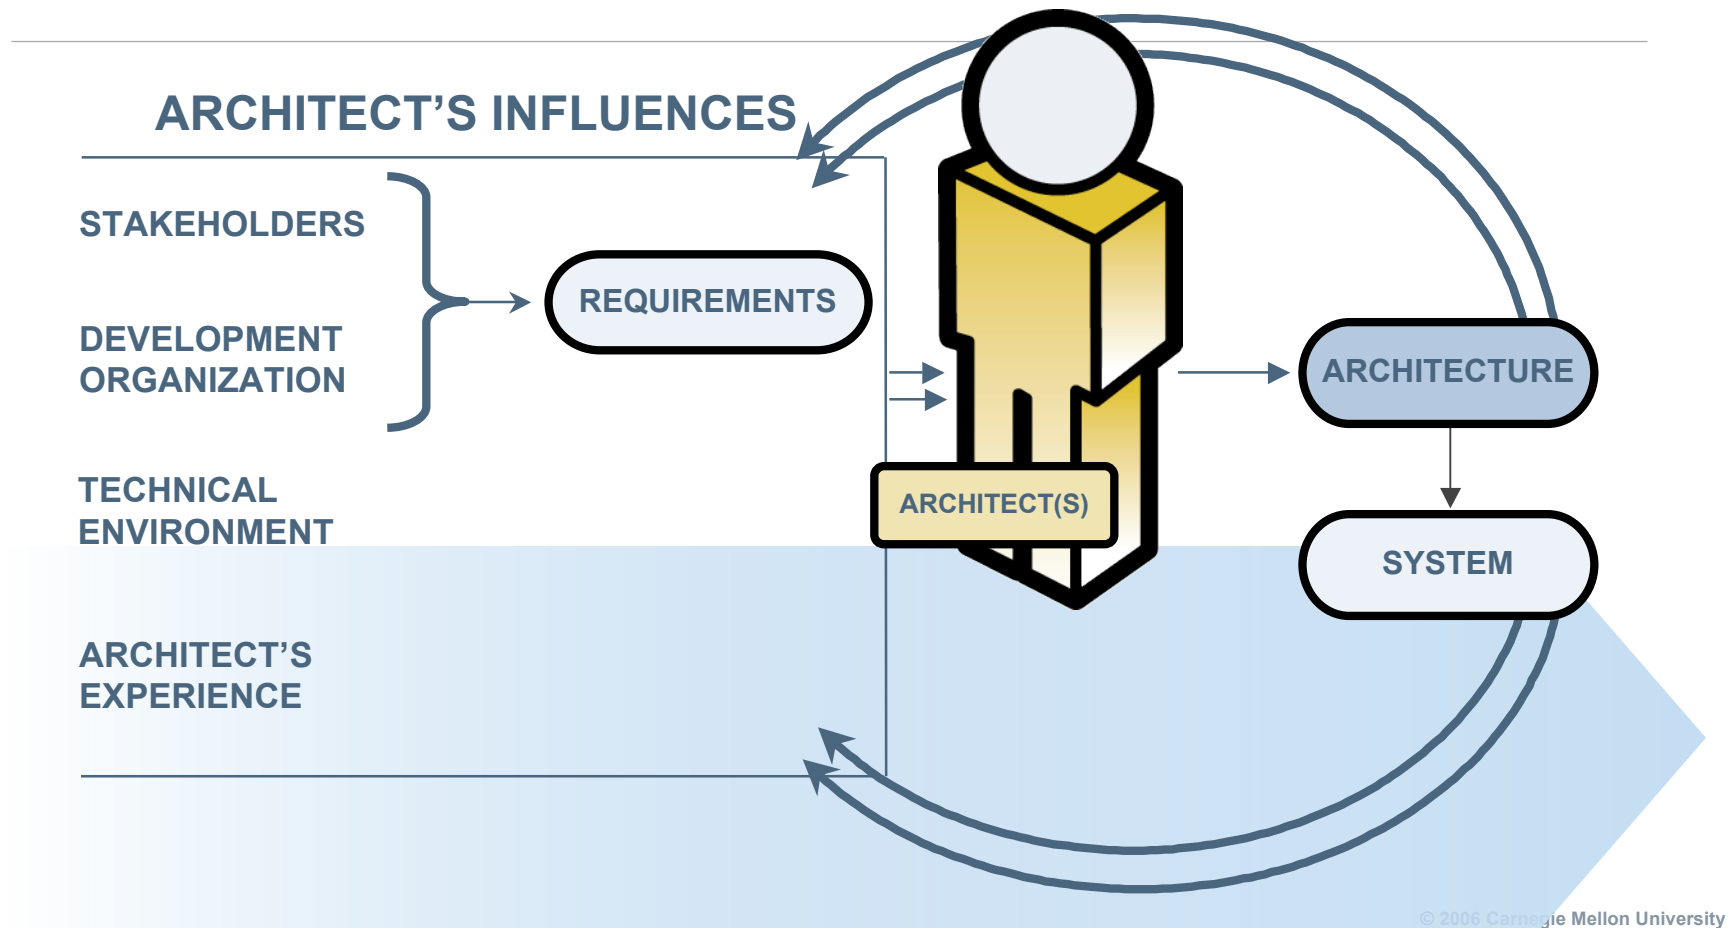 ARCHITECT’S INFLUENCES
STAKEHOLDERS
REQUIREMENTS
DEVELOPMENT
ORGANIZATION
ARCHITECTURE
TECHNICAL
ENVIRONMENT
ARCHITECT(S)
SYSTEM
ARCHITECT’S
EXPERIENCE
© 2006 Carnegie Mellon University